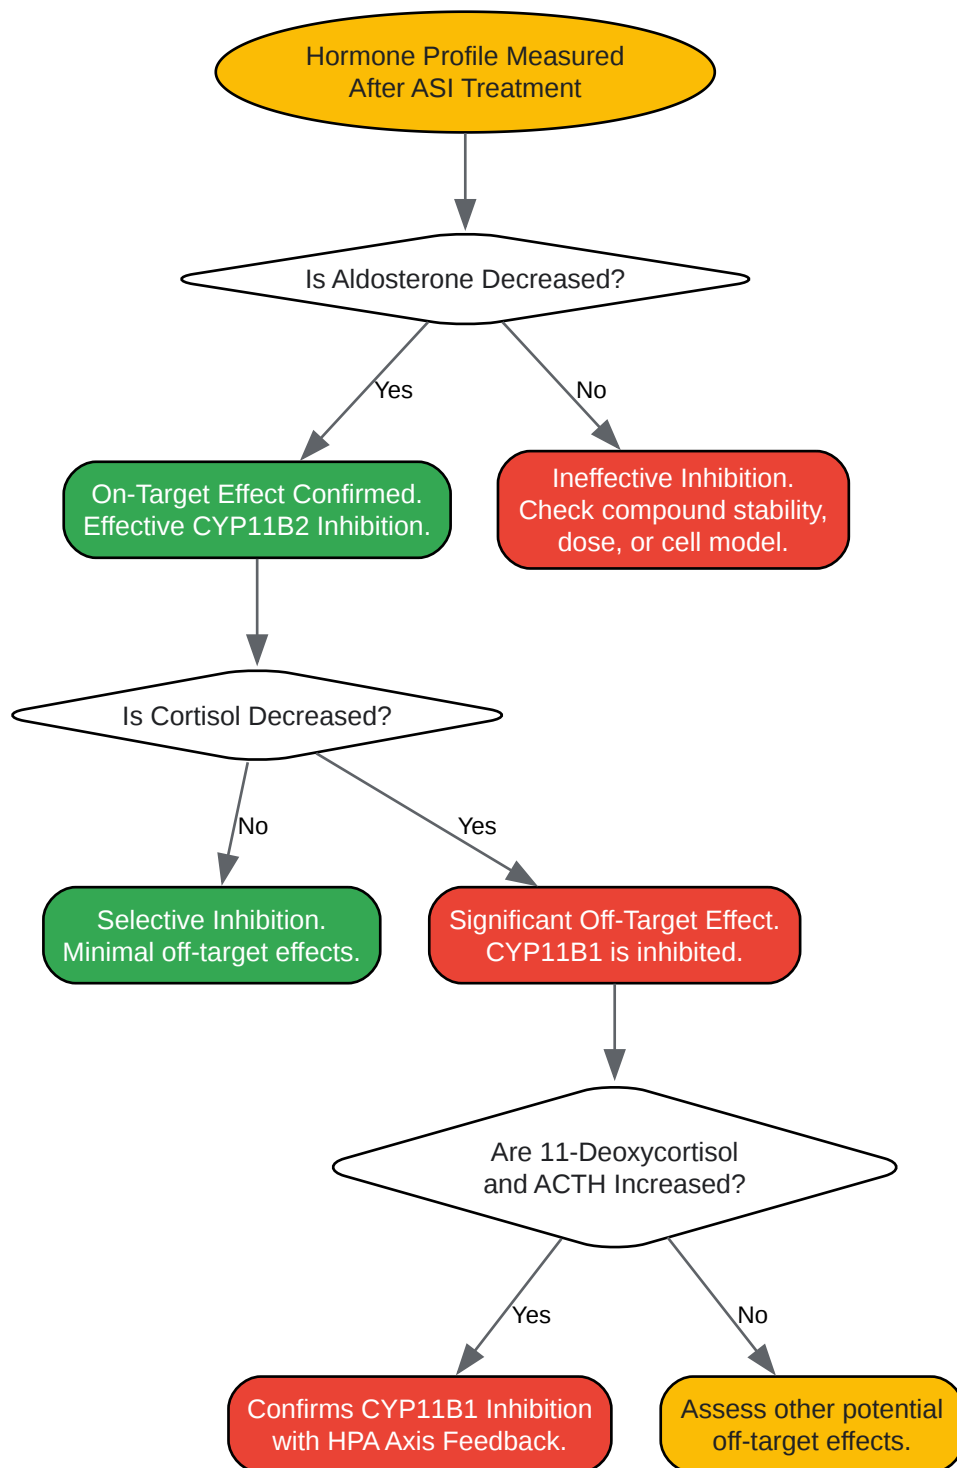 Hormone Profile Measured
After ASI Treatment
Is Aldosterone Decreased?
Yes
No
On-Target Effect Confirmed.
Effective CYP11B2 Inhibition.
Ineffective Inhibition.
Check compound stability,
dose, or cell model.
Is Cortisol Decreased?
No
Yes
Selective Inhibition.
Minimal off-target effects.
Significant Off-Target Effect.
CYP11B1 is inhibited.
Are 11-Deoxycortisol
and ACTH Increased?
Yes
No
Confirms CYP11B1 Inhibition
with HPA Axis Feedback.
Assess other potential
off-target effects.